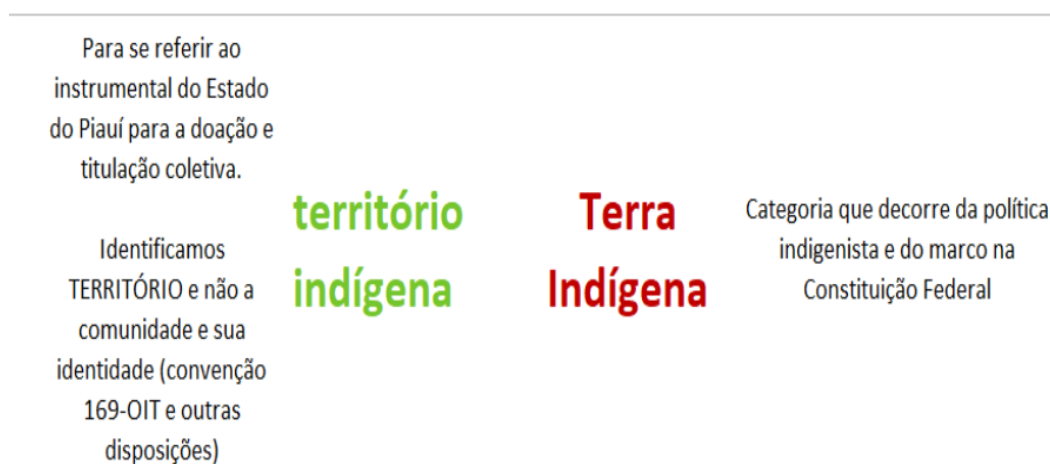 Para se referir ao
instrumental do Estado
do Piauí para a doação e
titulação coletiva.
Identificamos
TERRITÓRIO e não a
comunidade e sua
identidade (convenção
169-OIT e outras
disposições)
território
indígena
Terra
Indígena
Categoria que decorre da política
indigenista e do marco na
Constituição Federal